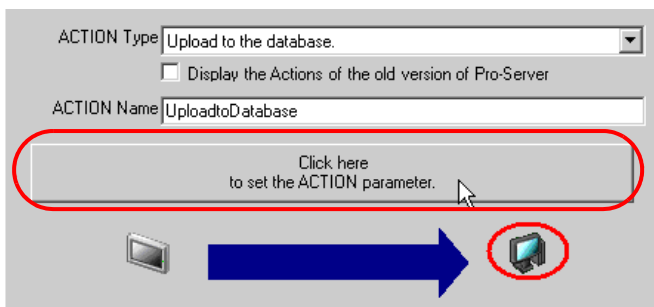 ACTION Type Upload to the database.
Display the Actions of the old version of Pro-Server
ACTION Name UploadtoDatabase
Click here
to set the ACTION parameter.